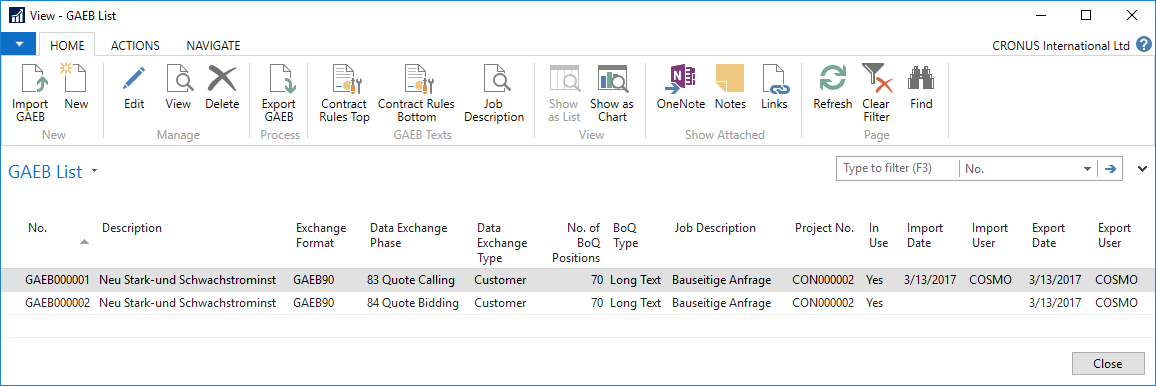 View - GAEB List
HOME ACTIONS NAVIGATE CRONUS International Ltd ?
Import GAEB New Edit View Delete Export GAEB Contract Rules Top Contract Rules Bottom Job Description Show as List Show as Chart OneNote Notes Links Refresh Clear Filter Find
New Manage Process GAEB Texts View Show Attached Page
GAEB List Type to filter (F3) No.
No. Description Exchange Format Data Exchange Phase Data Exchange Type No. of BoQ Positions BoQ Type Job Description Project No. In Use Import Date Import User Export Date Export User
GAEB000001 Neu Stark-und Schwachstrominst GAEB90 83 Quote Calling Customer 70 Long Text Bauseitige Anfrage CON000002 Yes 3/13/2017 COSMO 3/13/2017 COSMO
GAEB000002 Neu Stark-und Schwachstrominst GAEB90 84 Quote Bidding Customer 70 Long Text Bauseitige Anfrage CON000002 Yes 3/13/2017 COSMO
Close